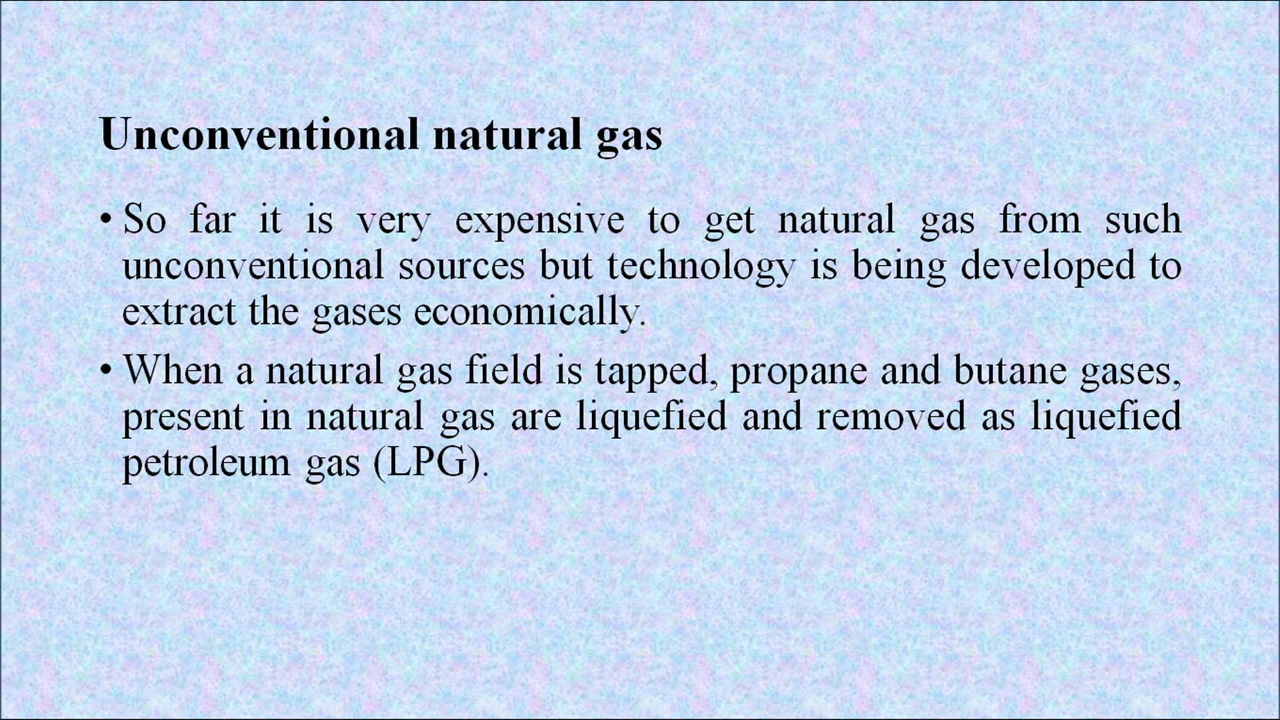 Unconventional natural gas
• So far it is very expensive to get natural gas from such
unconventional sources but technology is being developed to
extract the gases economically.
• When a natural gas field is tapped, propane and butane gases,
present in natural gas are liquefied and removed as liquefied
petroleum gas (LPG).